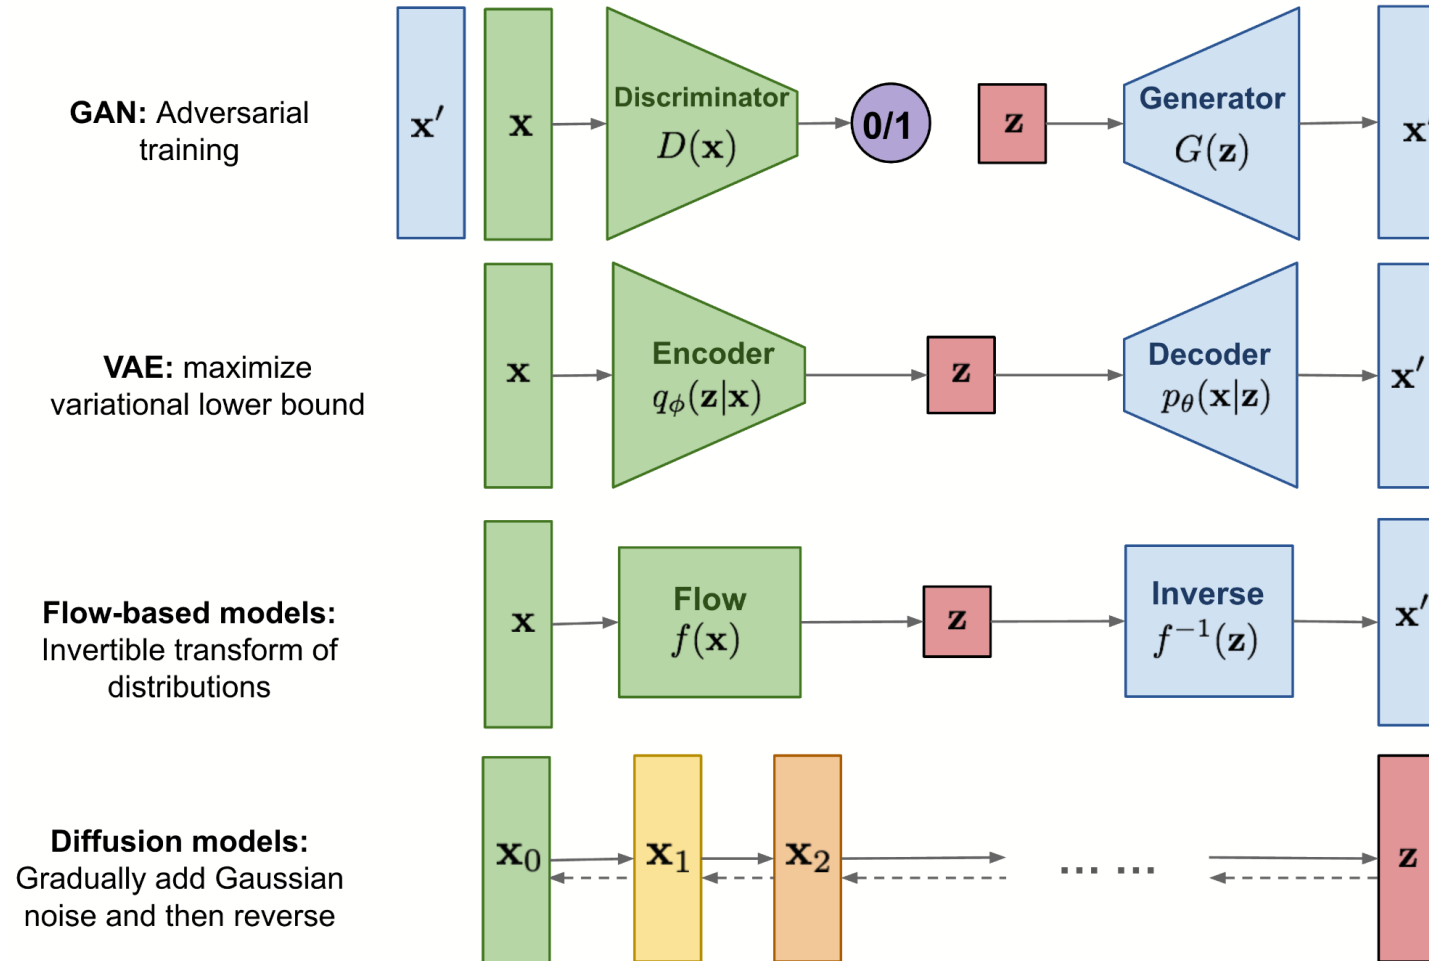 GAN: Adversarial
training
x′
x
Discriminator
D(x)
0/1
z
Generator
G(z)
x′
VAE: maximize
variational lower bound
x
Encoder
qϕ(z|x)
z
Decoder
pθ(x|z)
x′
Flow-based models:
Invertible transform of
distributions
x
Flow
f(x)
z
Inverse
f⁻¹(z)
x′
Diffusion models:
Gradually add Gaussian
noise and then reverse
x₀
x₁
x₂
... ...
z